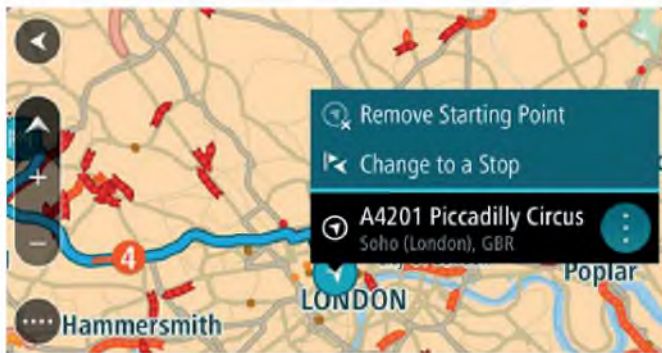 Remove Starting Point
Change to a Stop
A4201 Piccadilly Circus
Soho (London), GBR
4
Poplar
LONDON
Hammersmith